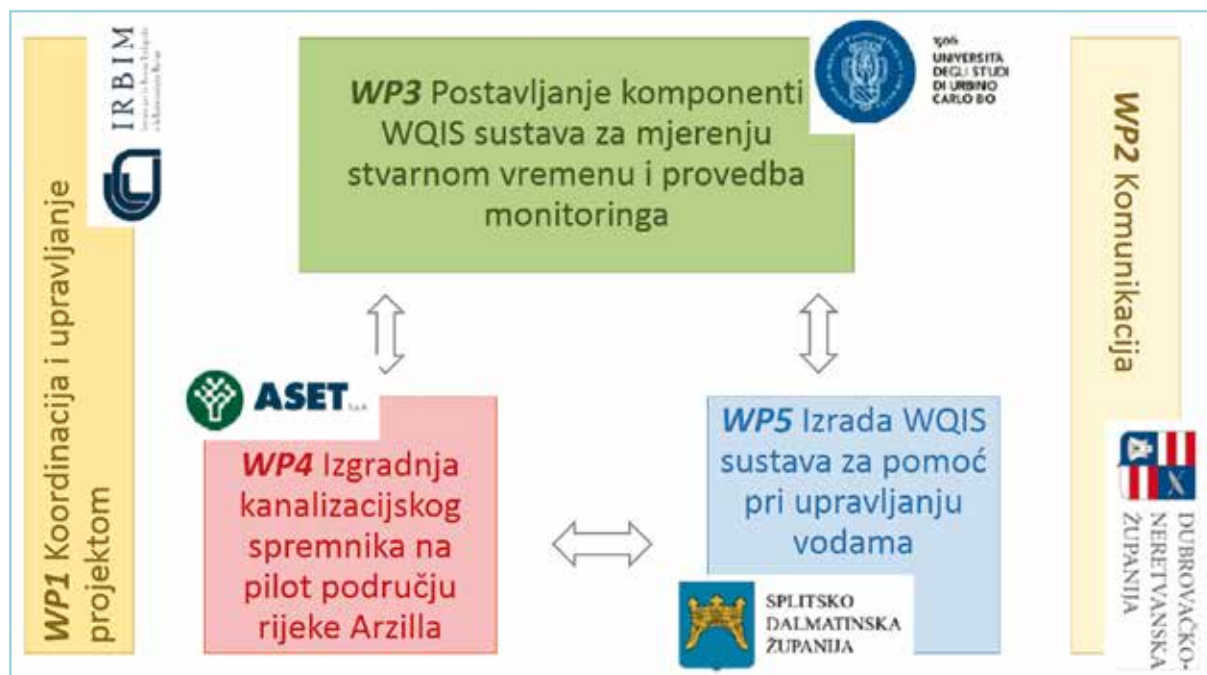 WP1 Koordinacija i upravljanje
projektom
IRBIM
WP3 Postavljanje komponenti
WQIS sustava za mjerenju
stvarnom vremenu i provedba
monitoringa
1506
UNIVERSITÀ
DEGLI STUDI
DI URBINO
CARLO BO
WP2 Komunikacija
ASET S.p.A.
WP4 Izgradnja
kanalizacijskog
spremnika na
pilot području
rijeke Arzilla
WP5 Izrada WQIS
sustava za pomoć
pri upravljanju
vodama
SPLITSKO
DALMATINSKA
ŽUPANIJA
DUBROVAČKO-
NERETVANSKA
ŽUPANIJA